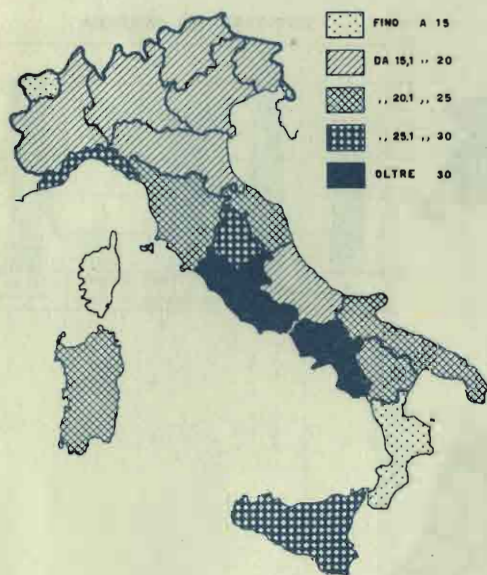 FINO A 15
DA 15,1 ,, 20
,, 20,1 ,, 25
,, 25,1 ,, 30
OLTRE 30